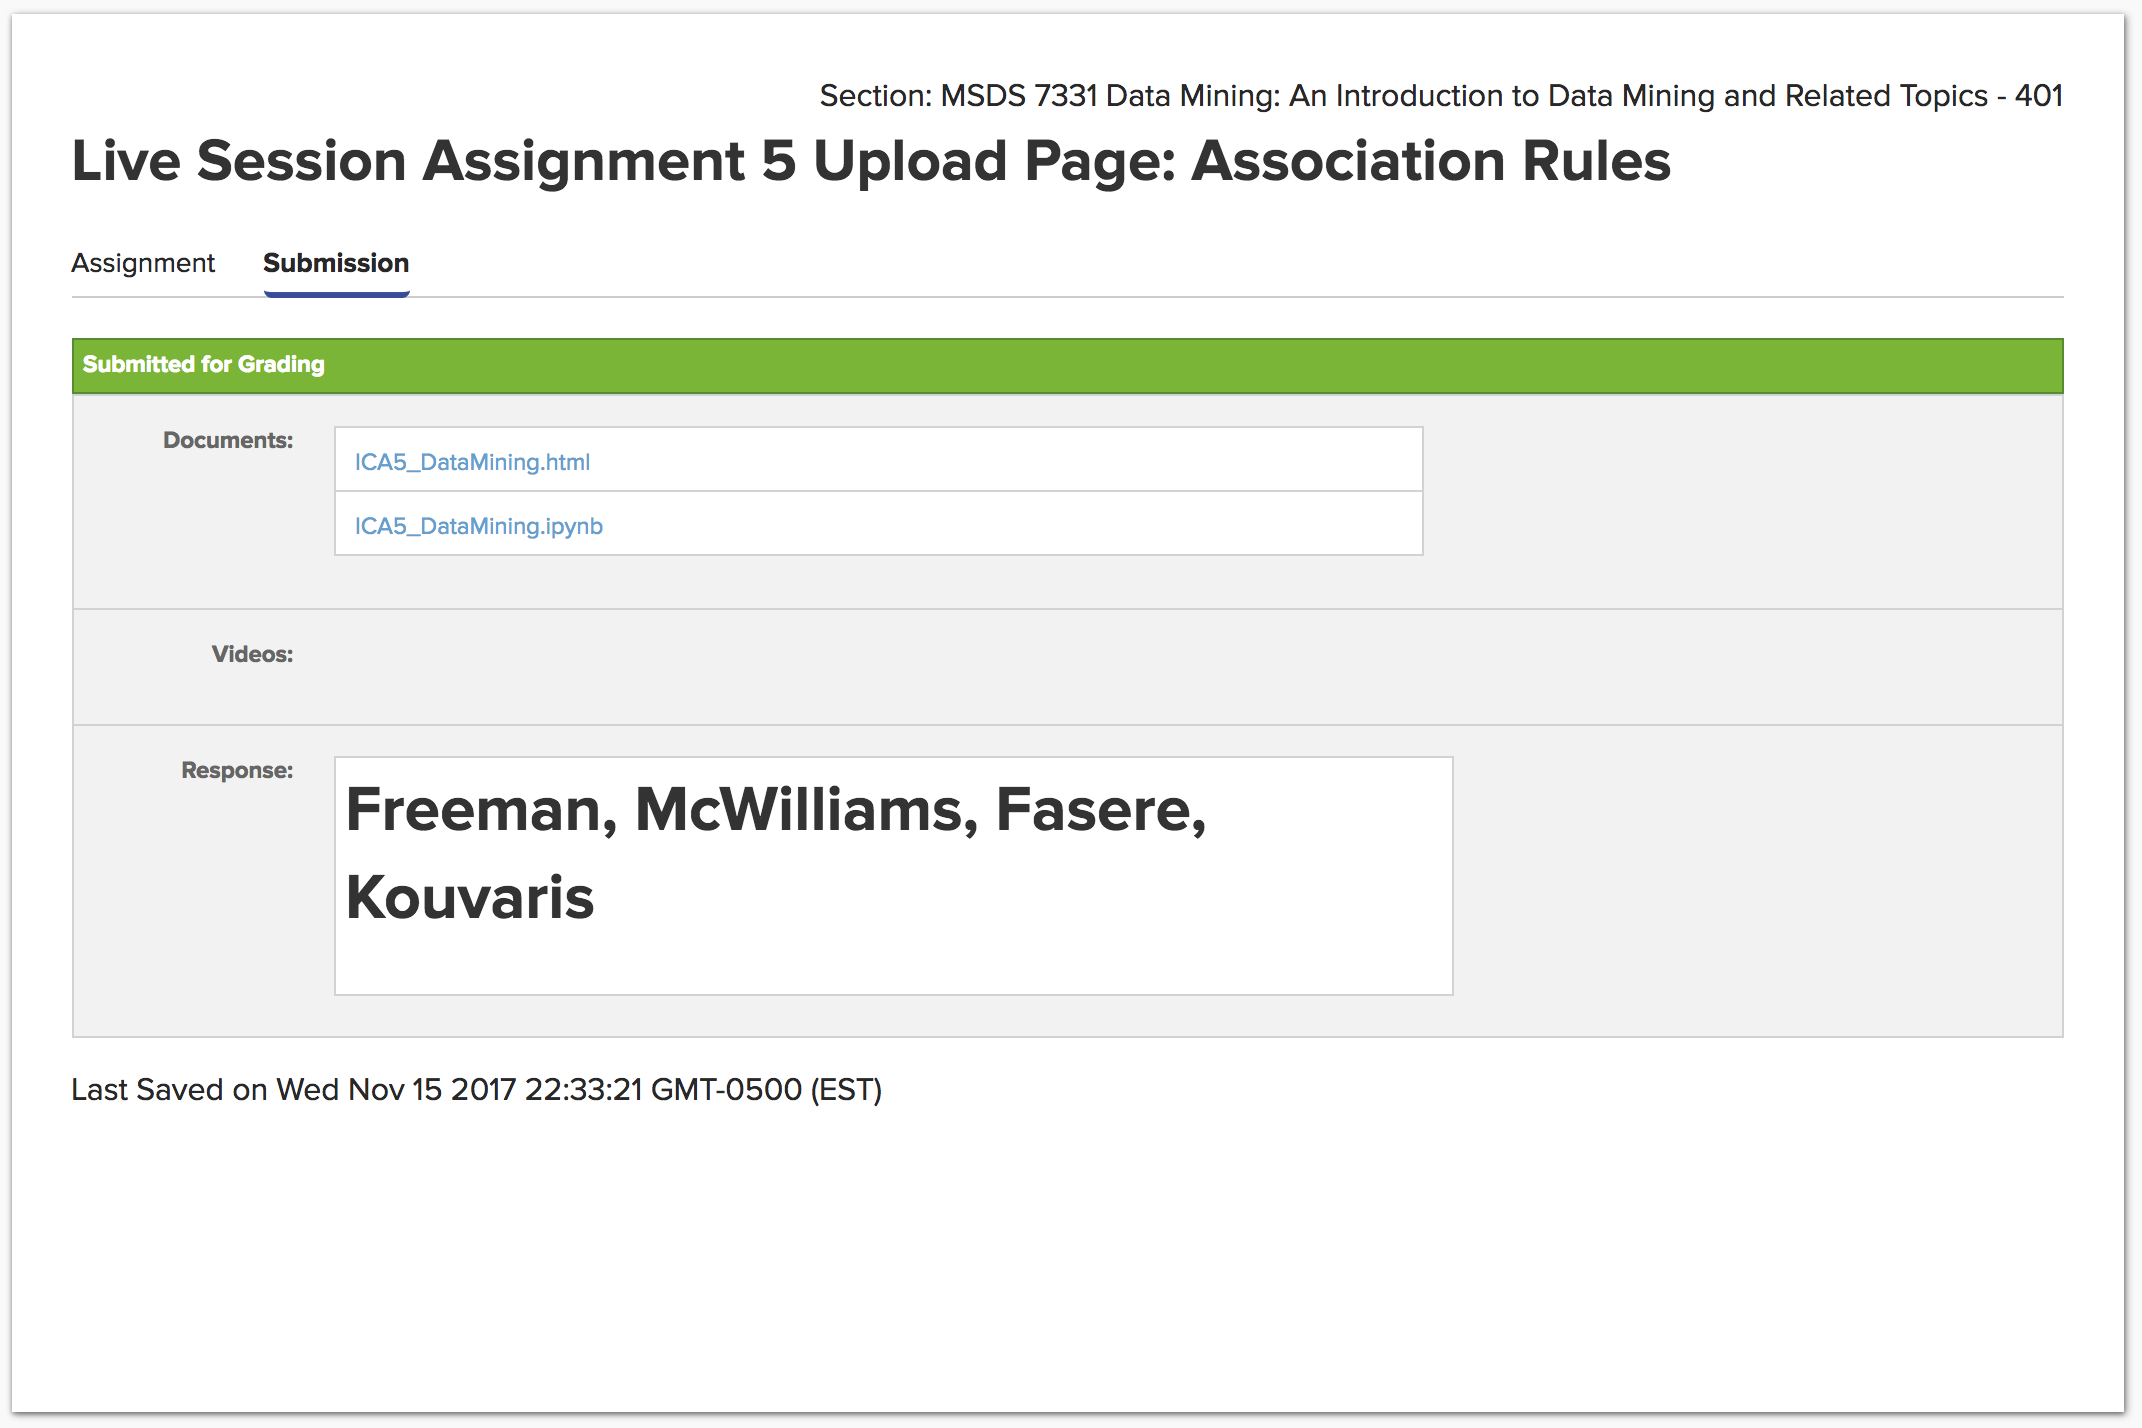 Section: MSDS 7331 Data Mining: An Introduction to Data Mining and Related Topics - 401
Live Session Assignment 5 Upload Page: Association Rules
Assignment Submission
Submitted for Grading
Documents:
ICA5_DataMining.html
ICA5_DataMining.ipynb
Videos:
Response:
Freeman, McWilliams, Fasere,
Kouvaris
Last Saved on Wed Nov 15 2017 22:33:21 GMT-0500 (EST)